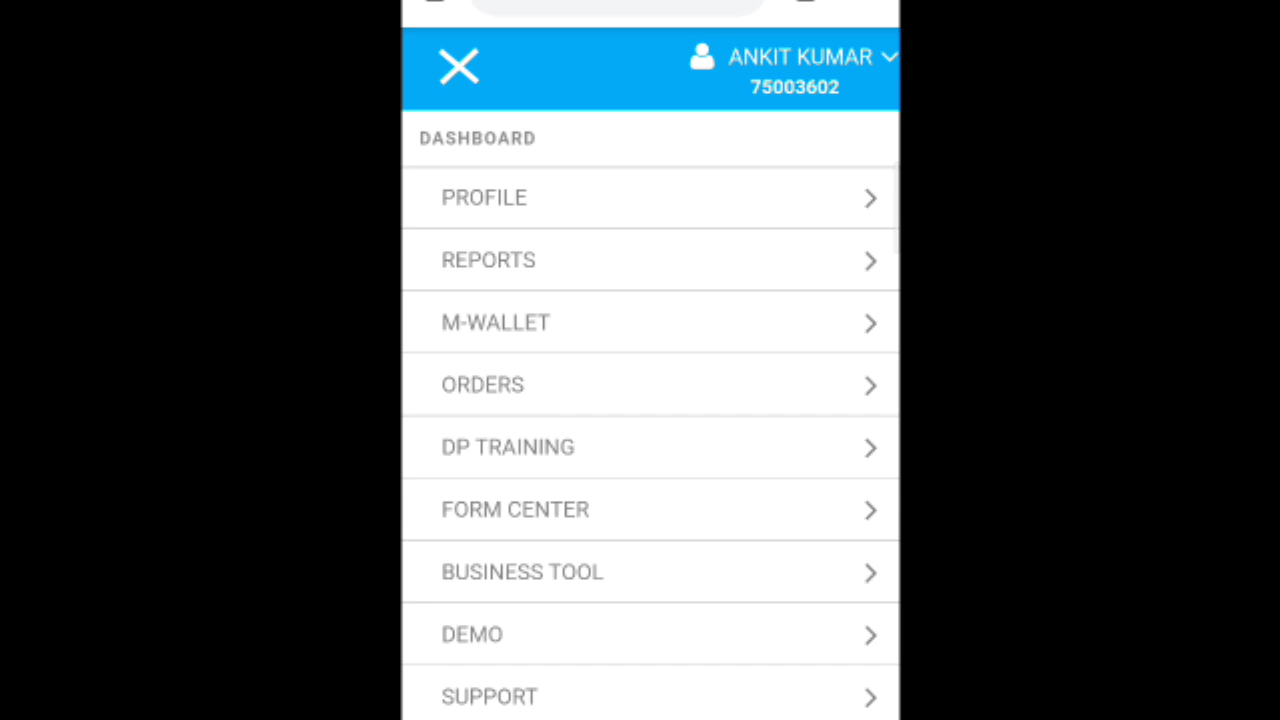 ANKIT KUMAR
75003602
DASHBOARD
PROFILE
REPORTS
M-WALLET
ORDERS
DP TRAINING
FORM CENTER
BUSINESS TOOL
DEMO
SUPPORT